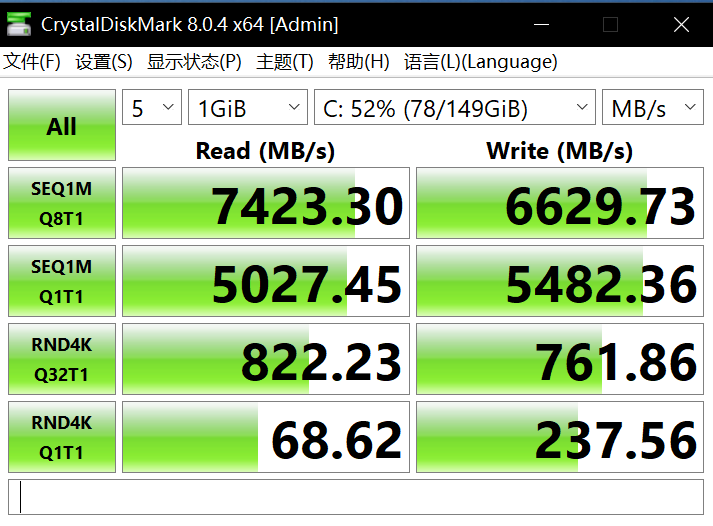 CrystalDiskMark 8.0.4 x64 [Admin]
文件(F) 设置(S) 显示状态(P) 主题(T) 帮助(H) 语言(L)(Language)
All 5 1GiB C: 52% (78/149GiB) MB/s
Read (MB/s) Write (MB/s)
SEQ1M
Q8T1 7423.30 6629.73
SEQ1M
Q1T1 5027.45 5482.36
RND4K
Q32T1 822.23 761.86
RND4K
Q1T1 68.62 237.56